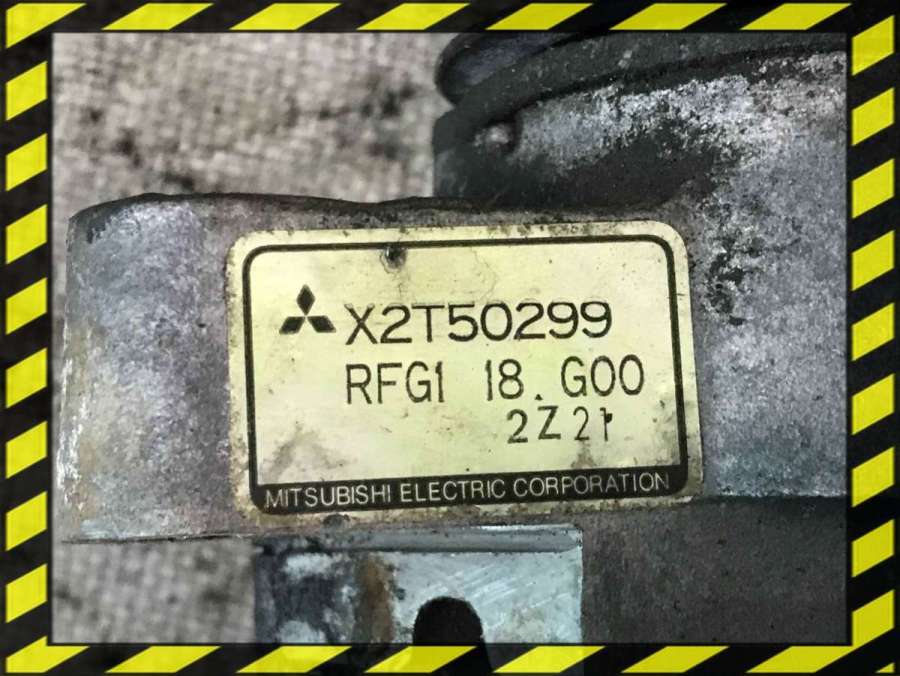 X2T50299
RFG1 18.G00
2Z21
MITSUBISHI ELECTRIC CORPORATION